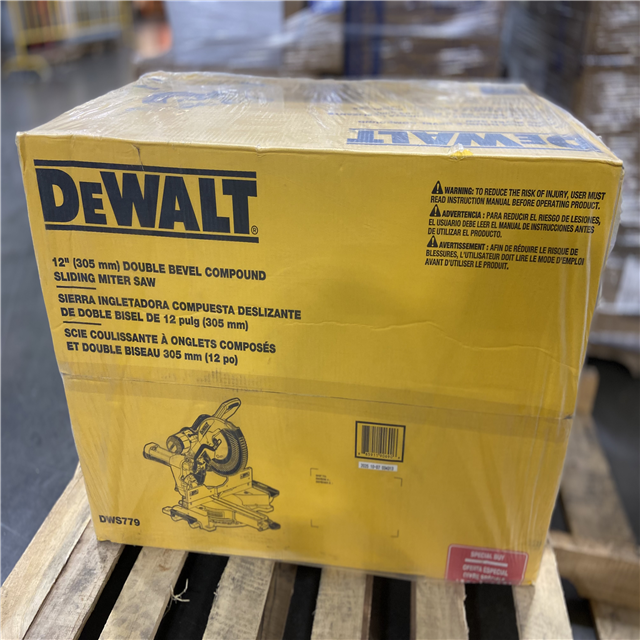 DEWALT
DEWALT®
12" (305 mm) DOUBLE BEVEL COMPOUND
SLIDING MITER SAW
SIERRA INGLETADORA COMPUESTA DESLIZANTE
DE DOBLE BISEL DE 12 pulg (305 mm)
SCIE COULISSANTE À ONGLETS COMPOSÉS
ET DOUBLE BISEAU 305 mm (12 po)
WARNING: TO REDUCE THE RISK OF INJURY, USER MUST
READ INSTRUCTION MANUAL BEFORE OPERATING PRODUCT.
ADVERTENCIA : PARA REDUCIR EL RIESGO DE LESIONES,
EL USUARIO DEBE LEER EL MANUAL DE INSTRUCCIONES ANTES
DE UTILIZAR EL PRODUCTO.
AVERTISSEMENT : AFIN DE RÉDUIRE LE RISQUE DE
BLESSURES, L'UTILISATEUR DOIT LIRE LE MODE D'EMPLOI
AVANT D'UTILISER LE PRODUIT.
DWS779
SPECIAL BUY
OFERTA ESPECIAL